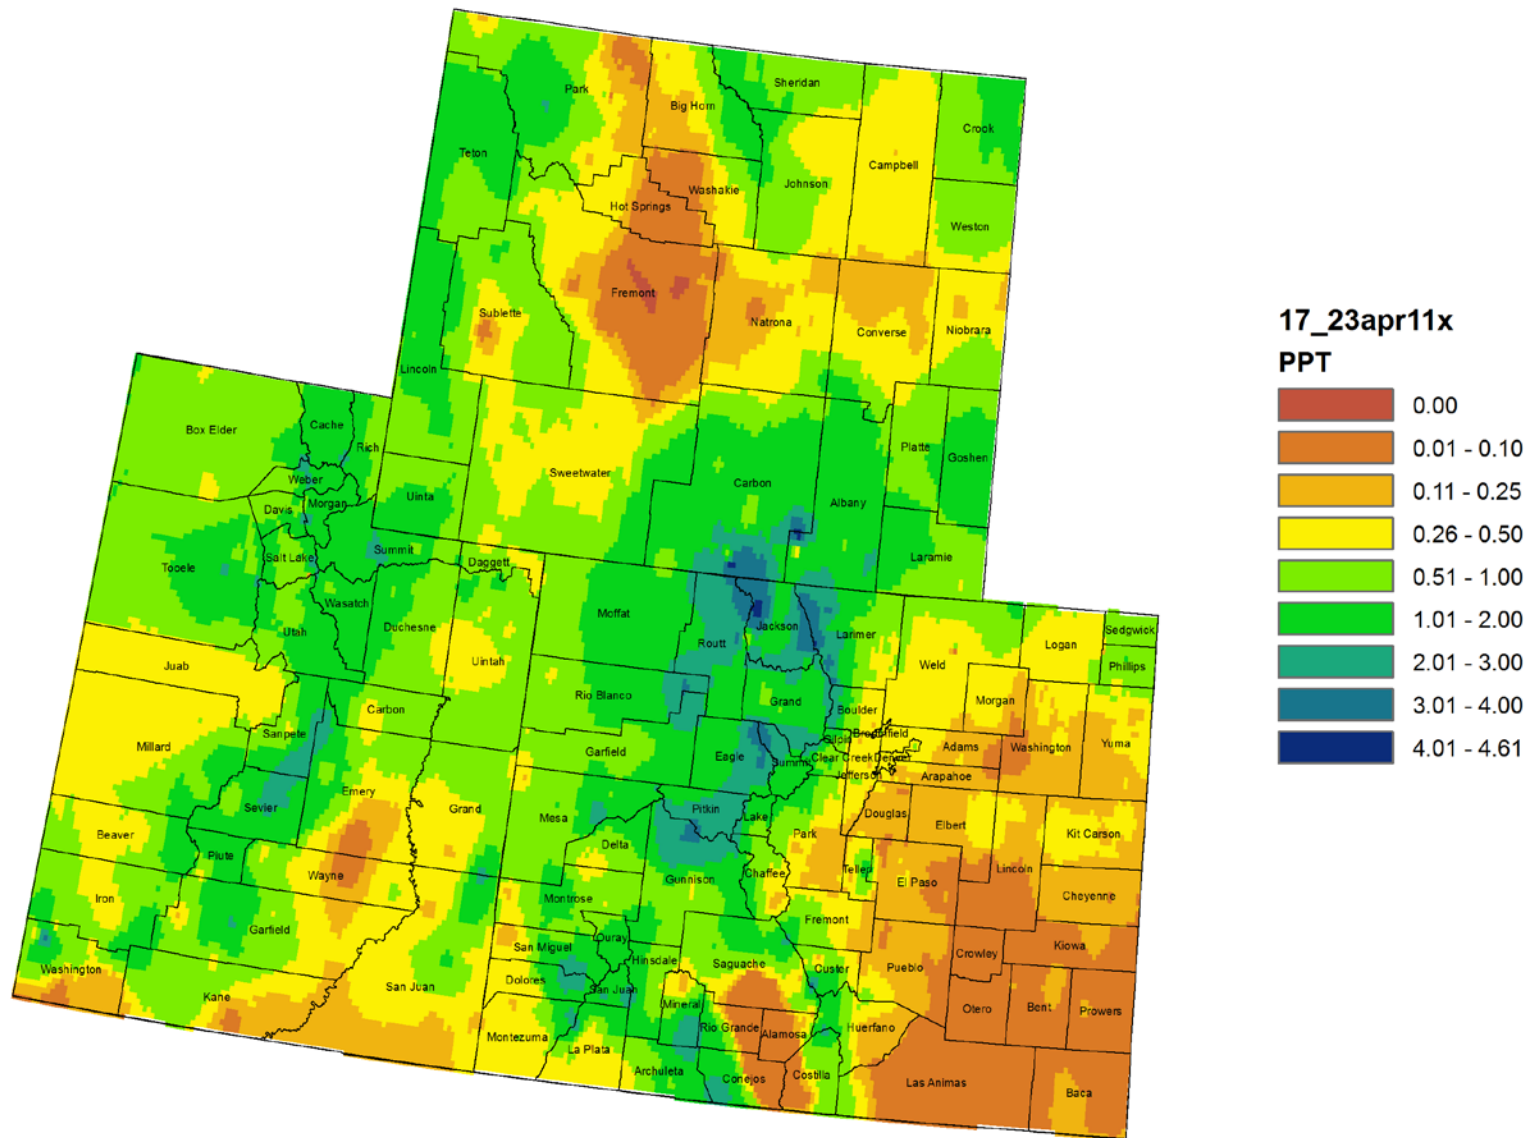 Park
Big Horn
Sheridan
Crook
Teton
Campbell
Johnson
Washakie
Hot Springs
Weston
Fremont
Sublette
Natrona
Converse
Niobrara
Lincoln
Sweetwater
Carbon
Albany
Platte
Goshen
Uinta
Laramie
Box Elder
Cache
Rich
Weber
Davis
Morgan
Salt Lake
Summit
Daggett
Tooele
Wasatch
Utah
Duchesne
Uintah
Juab
Carbon
Sanpete
Millard
Emery
Grand
Sevier
Beaver
Piute
Wayne
Iron
Garfield
Washington
Kane
San Juan
Moffat
Routt
Jackson
Larimer
Weld
Logan
Sedgwick
Phillips
Rio Blanco
Grand
Boulder
Morgan
Garfield
Eagle
Summit
Gilpin
Broomfield
Clear Creek
Denver
Jefferson
Adams
Arapahoe
Washington
Yuma
Mesa
Pitkin
Lake
Park
Douglas
Elbert
Kit Carson
Delta
Gunnison
Chaffee
Teller
El Paso
Lincoln
Cheyenne
Montrose
Ouray
Fremont
San Miguel
Hinsdale
Saguache
Custer
Pueblo
Crowley
Kiowa
Dolores
San Juan
Mineral
Otero
Bent
Prowers
Montezuma
La Plata
Rio Grande
Alamosa
Huerfano
Archuleta
Conejos
Costilla
Las Animas
Baca
17_23apr11x
PPT
0.00
0.01 - 0.10
0.11 - 0.25
0.26 - 0.50
0.51 - 1.00
1.01 - 2.00
2.01 - 3.00
3.01 - 4.00
4.01 - 4.61